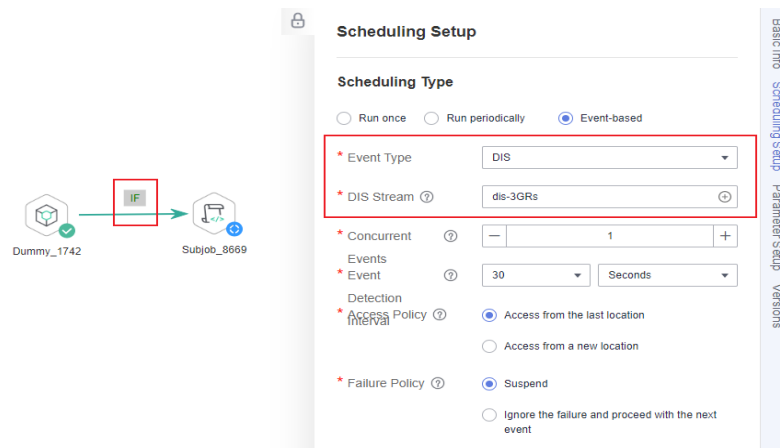 Scheduling Setup
Scheduling Type
Run once Run periodically Event-based
* Event Type DIS
* DIS Stream ? dis-3GRs
* Concurrent ? 1
Events
* Event ? 30 Seconds
Detection
* Access Policy ? Access from the last location
Interval
Access from a new location
* Failure Policy ? Suspend
Ignore the failure and proceed with the next
event
IF
Dummy_1742
Subjob_8669
Basic Info
Scheduling Setup
Parameter Setup
Versions